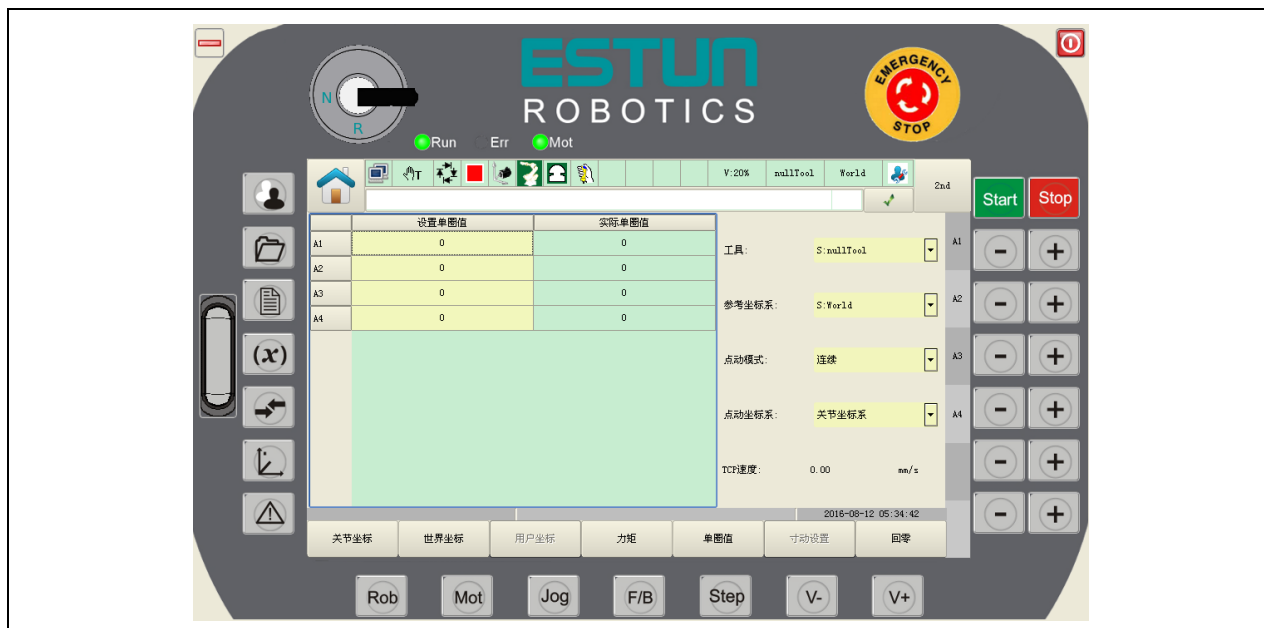 ESTUN
ROBOTICS
EMERGENCY
STOP
N
R
Run Err Mot
T V:20% nullTool World 2nd
Start Stop
设置单圈值 实际单圈值
A1 0 0
A2 0 0
A3 0 0
A4 0 0
工具: S:nullTool A1 - +
参考坐标系: S:World A2 - +
点动模式: 连续 A3 - +
点动坐标系: 关节坐标系 A4 - +
TCP速度: 0.00 mm/s - +
2016-08-12 05:34:42 - +
(x)
关节坐标 世界坐标 用户坐标 力矩 单圈值 寸动设置 回零
Rob Mot Jog F/B Step V- V+